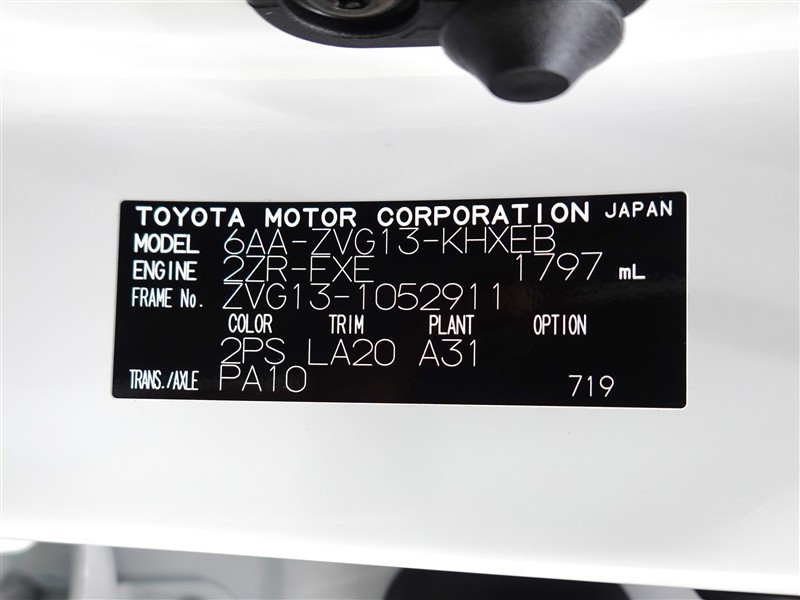 TOYOTA MOTOR CORPORATION JAPAN
MODEL 6AA-ZVG13-KHXEB
ENGINE 2ZR-FXE 1797 mL
FRAME No. ZVG13-1052911
COLOR TRIM PLANT OPTION
2PS LA20 A31
TRANS./AXLE PA10 719